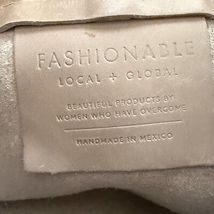 FASHIONABLE
LOCAL + GLOBAL
BEAUTIFUL PRODUCTS BY
WOMEN WHO HAVE OVERCOME
HANDMADE IN MEXICO